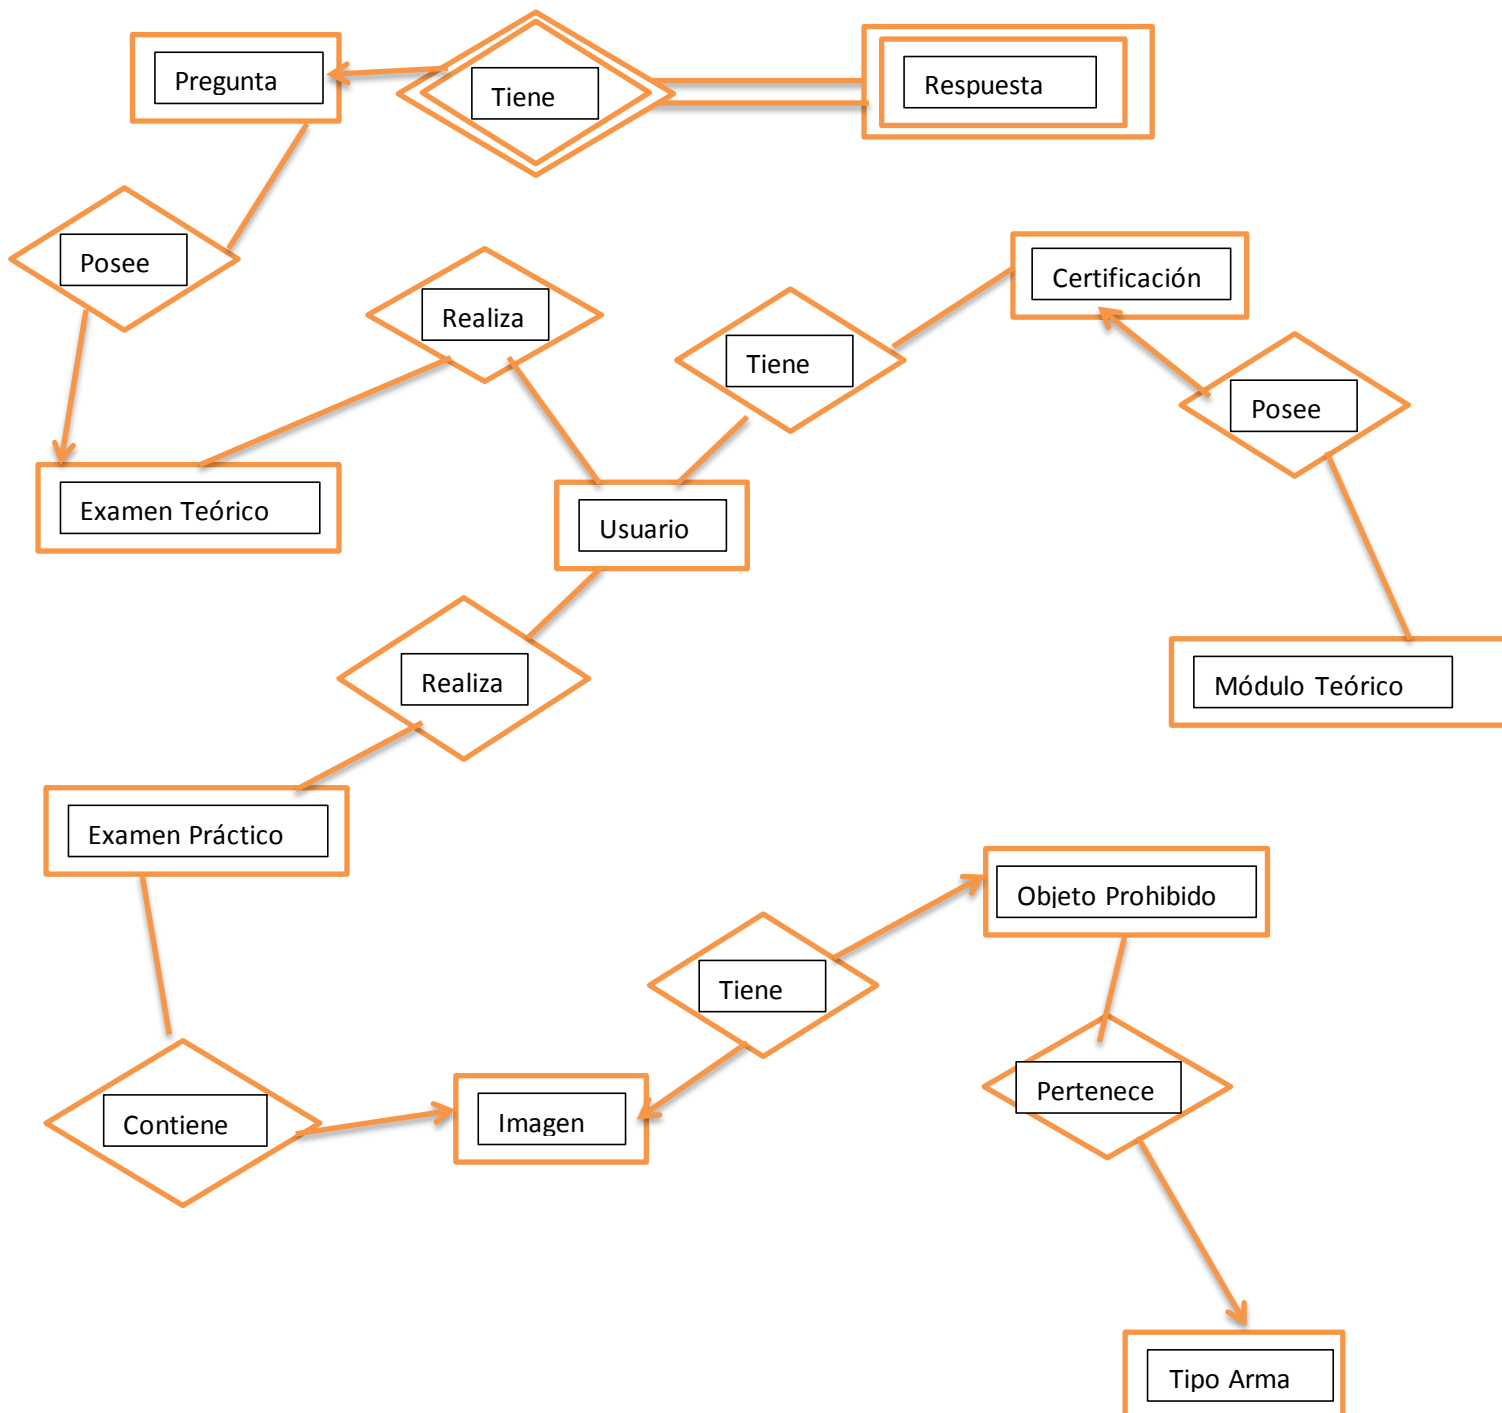 Pregunta
Tiene
Respuesta
Posee
Realiza
Tiene
Certificación
Posee
Examen Teórico
Usuario
Realiza
Módulo Teórico
Examen Práctico
Objeto Prohibido
Tiene
Pertenece
Contiene
Imagen
Tipo Arma